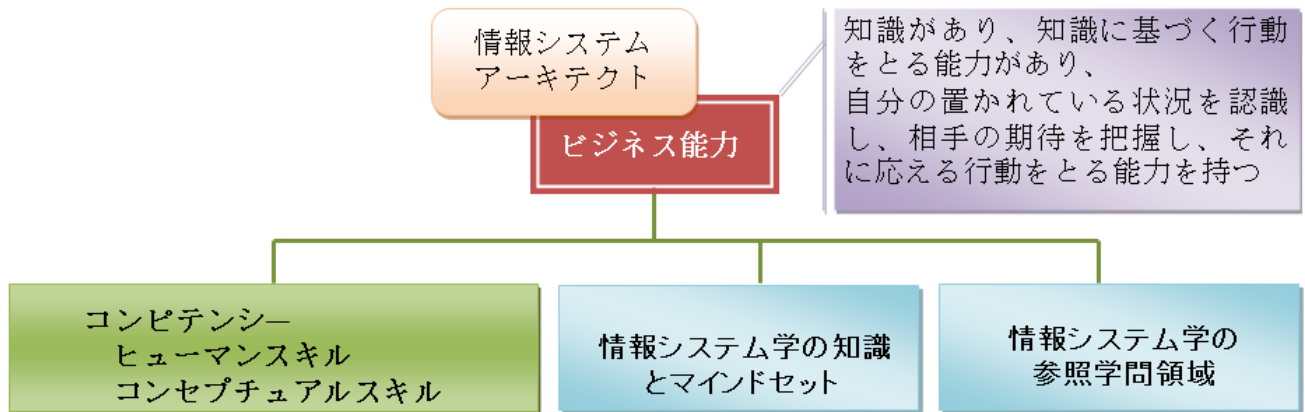 情報システム
アーキテクト
ビジネス能力
知識があり、知識に基づく行動
をとる能力があり、
自分の置かれている状況を認識
し、相手の期待を把握し、それ
に応える行動をとる能力を持つ
コンピテンシー
ヒューマンスキル
コンセプチュアルスキル
情報システム学の知識
とマインドセット
情報システム学の
参照学問領域